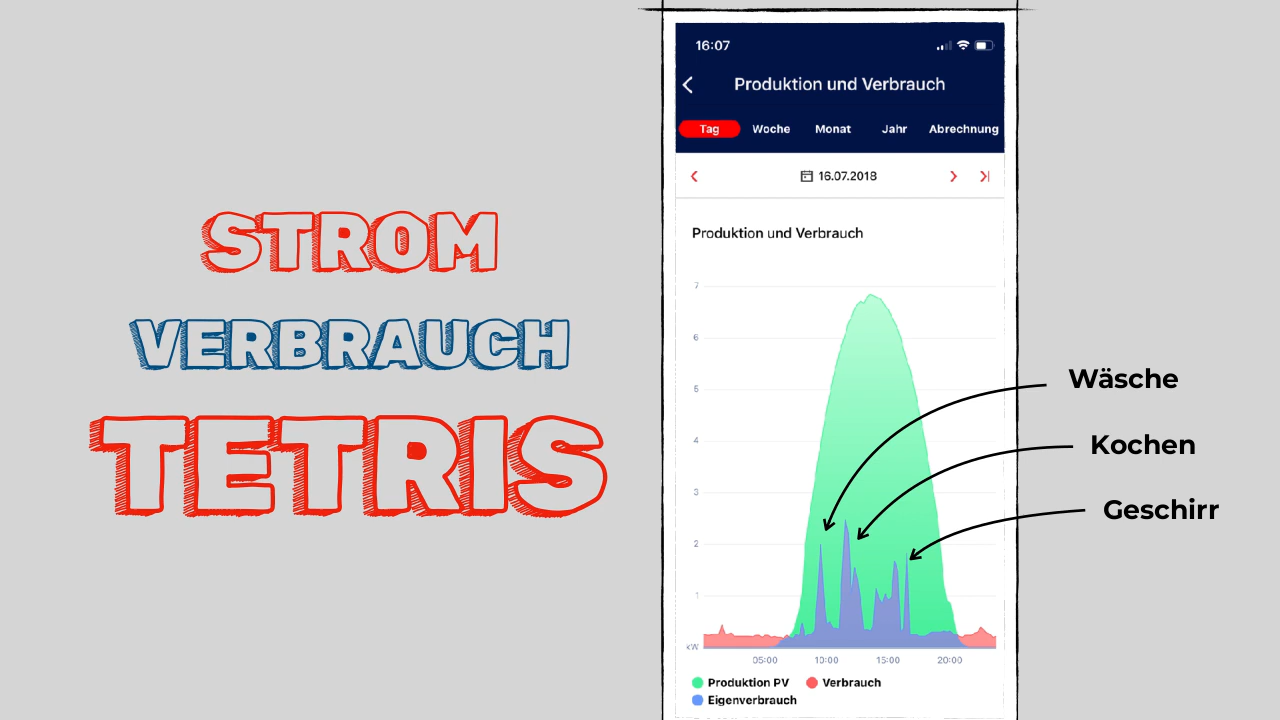 STROM
VERBRAUCH
TETRIS
16:07
Produktion und Verbrauch
Tag Woche Monat Jahr Abrechnung
16.07.2018
Produktion und Verbrauch
7
6
5
4
3
2
1
kW
05:00 10:00 15:00 20:00
Produktion PV Verbrauch
Eigenverbrauch
Wäsche
Kochen
Geschirr